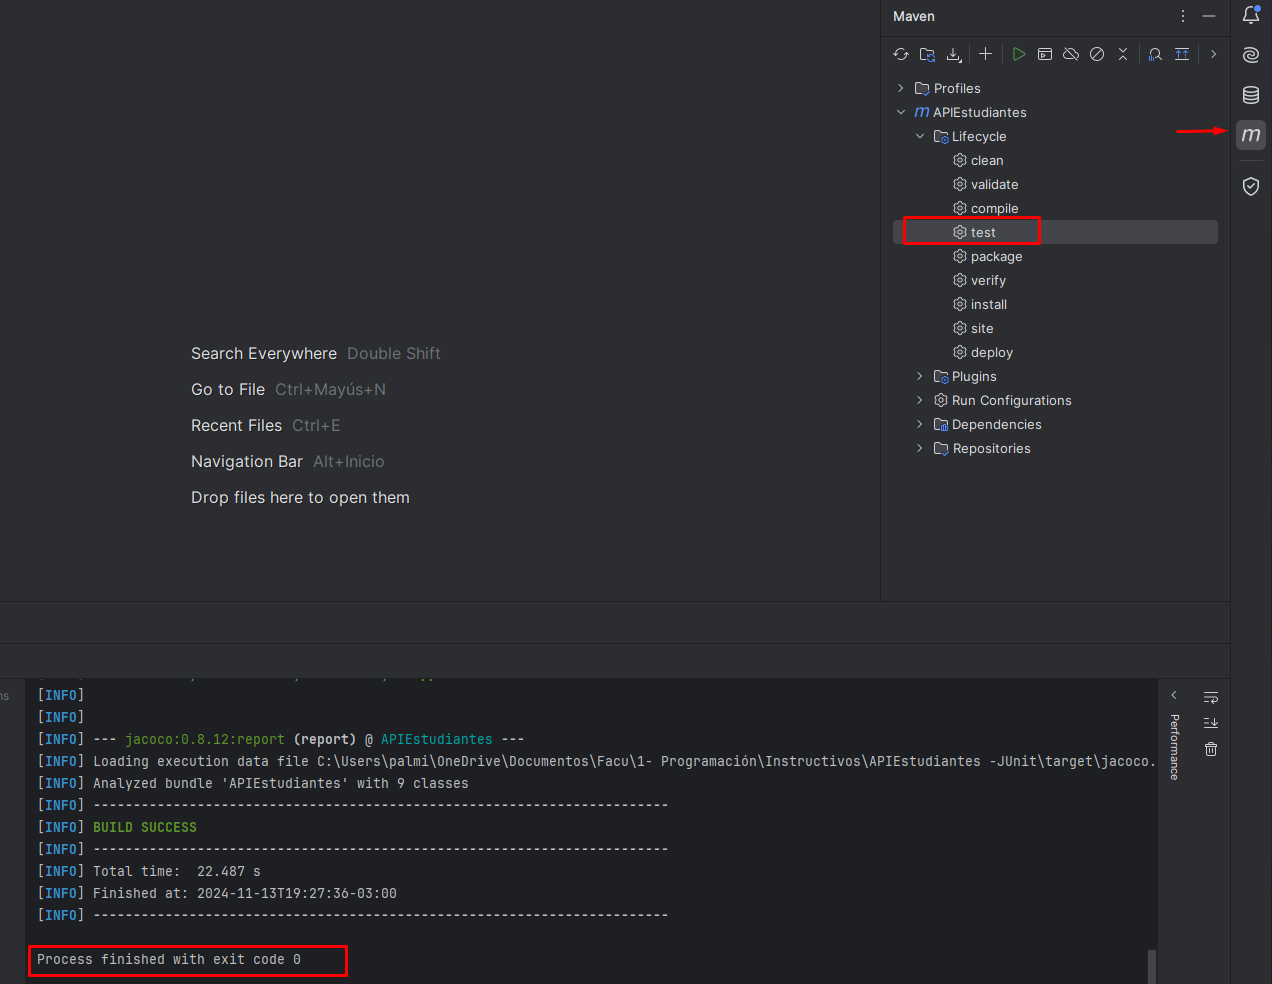 Maven
Profiles
m APIEstudiantes
Lifecycle
clean
validate
compile
test
package
verify
install
site
deploy
Plugins
Run Configurations
Dependencies
Repositories
m
Search Everywhere Double Shift
Go to File Ctrl+Mayús+N
Recent Files Ctrl+E
Navigation Bar Alt+Inicio
Drop files here to open them
ns
[INFO]
[INFO]
[INFO] --- jacoco:0.8.12:report (report) @ APIEstudiantes ---
[INFO] Loading execution data file C:\Users\palmi\OneDrive\Documentos\Facu\1- Programación\Instructivos\APIEstudiantes -JUnit\target\jacoco.
[INFO] Analyzed bundle 'APIEstudiantes' with 9 classes
[INFO] ------------------------------------------------------------------------
[INFO] BUILD SUCCESS
[INFO] ------------------------------------------------------------------------
[INFO] Total time:  22.487 s
[INFO] Finished at: 2024-11-13T19:27:36-03:00
[INFO] ------------------------------------------------------------------------
Process finished with exit code 0
Performance